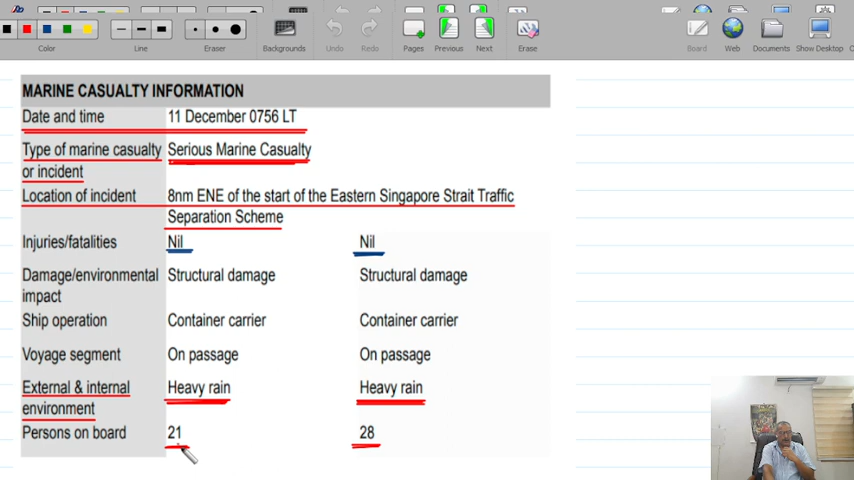 Color
Line
Eraser
Backgrounds
Undo
Redo
Pages
Previous
Next
Erase
Board
Web
Documents
Show Desktop
MARINE CASUALTY INFORMATION
Date and time 11 December 0756 LT
Type of marine casualty Serious Marine Casualty
or incident
Location of incident 8nm ENE of the start of the Eastern Singapore Strait Traffic
Separation Scheme
Injuries/fatalities Nil Nil
Damage/environmental Structural damage Structural damage
impact
Ship operation Container carrier Container carrier
Voyage segment On passage On passage
External & internal Heavy rain Heavy rain
environment
Persons on board 21 28